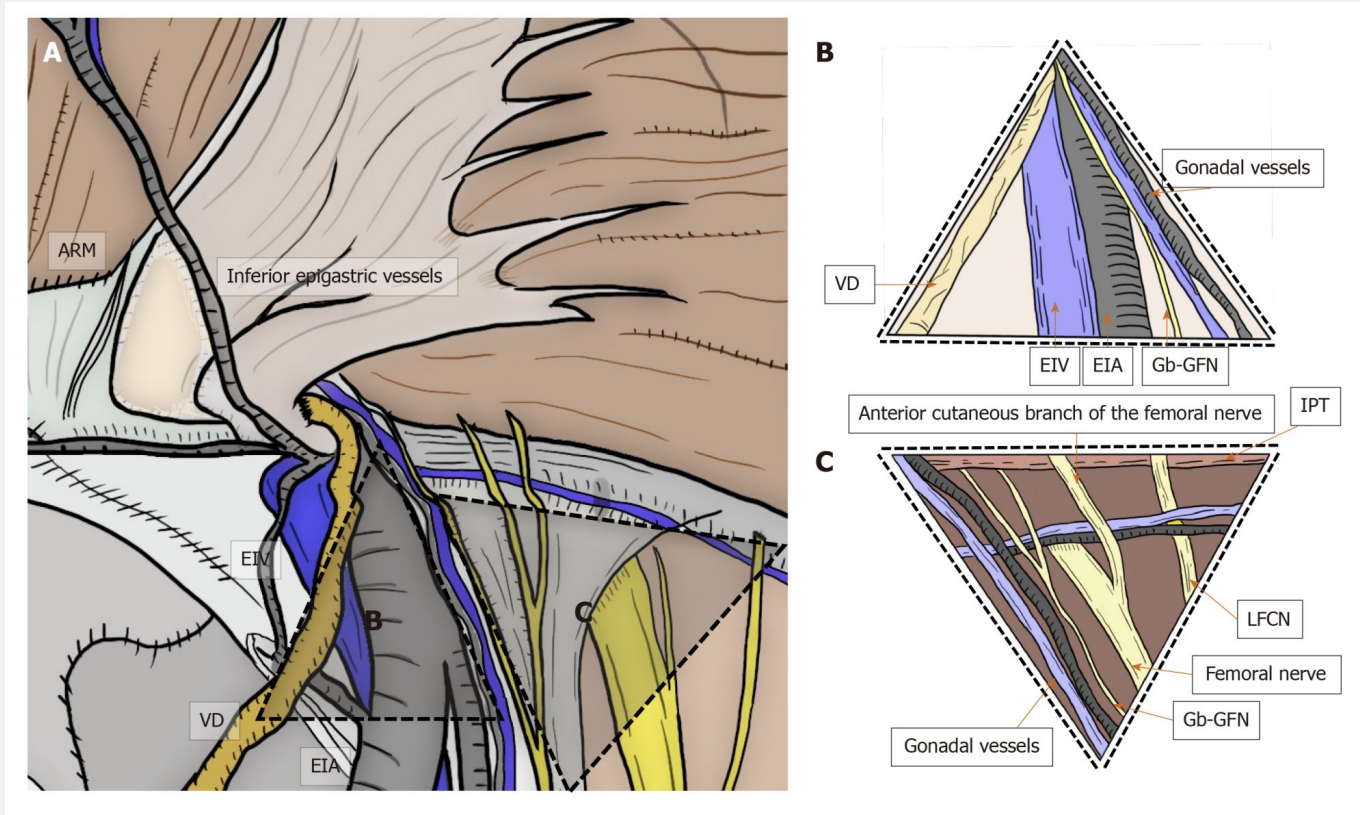 A
ARM
Inferior epigastric vessels
EIV
B
C
VD
EIA
B
Gonadal vessels
VD
EIV
EIA
Gb-GFN
Anterior cutaneous branch of the femoral nerve
IPT
C
LFCN
Femoral nerve
Gb-GFN
Gonadal vessels